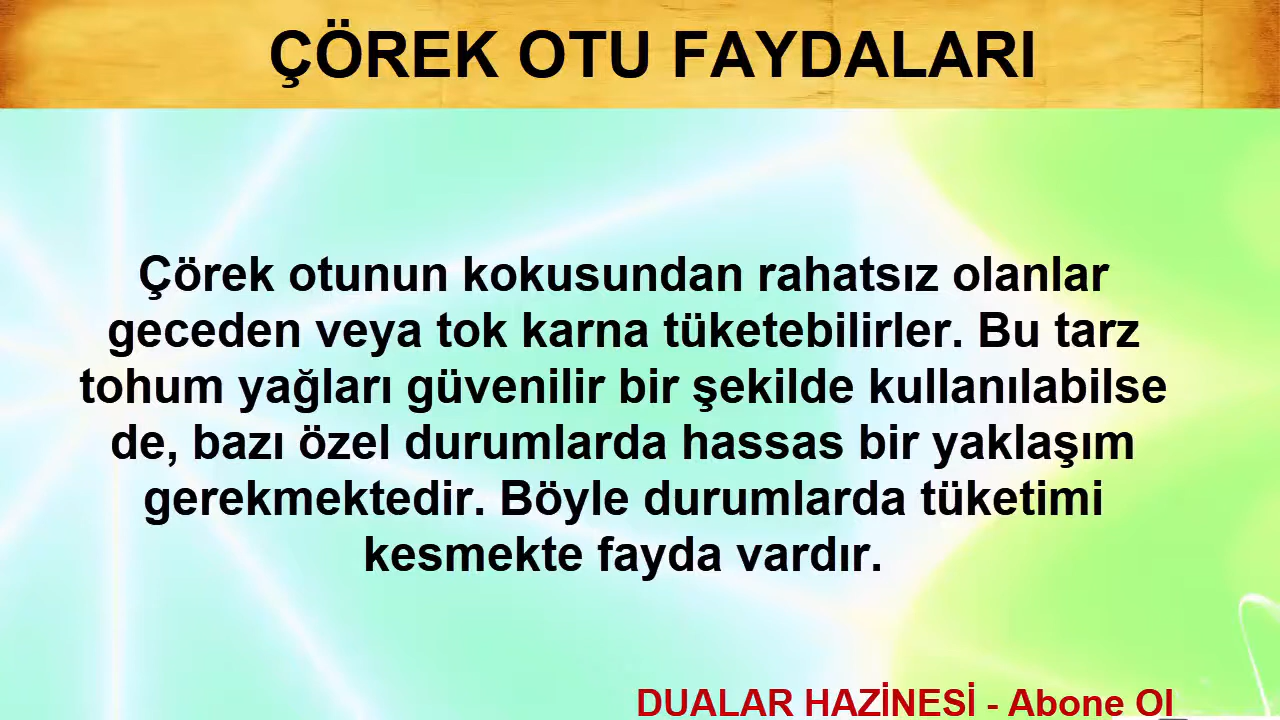 ÇÖREK OTU FAYDALARI
Çörek otunun kokusundan rahatsız olanlar
geceden veya tok karna tüketebilirler. Bu tarz
tohum yağları güvenilir bir şekilde kullanılabilse
de, bazı özel durumlarda hassas bir yaklaşım
gerekmektedir. Böyle durumlarda tüketimi
kesmekte fayda vardır.
DUALAR HAZİNESİ - Abone Ol